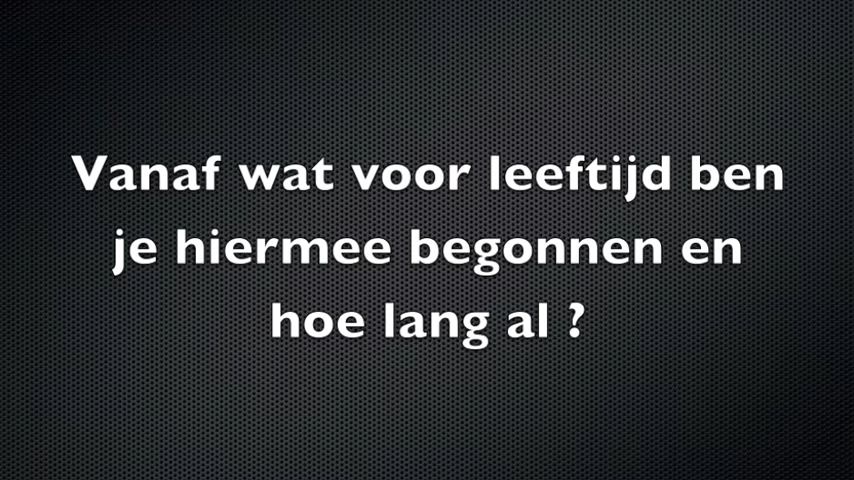 Vanaf wat voor leeftijd ben
je hiermee begonnen en
hoe lang al ?